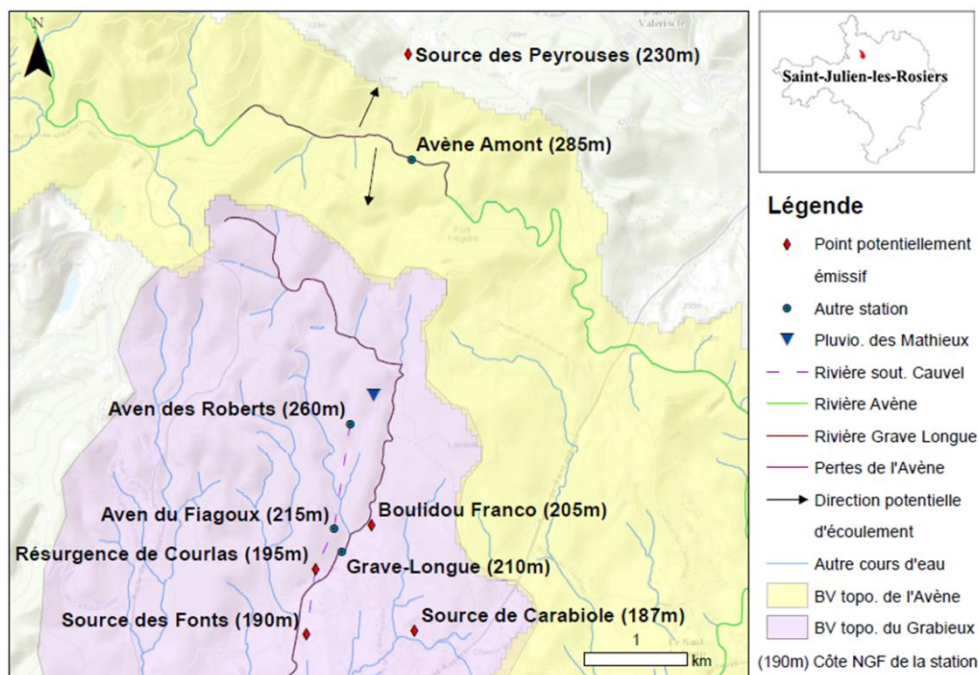 N
Source des Peyrouses (230m)
Avène Amont (285m)
Aven des Roberts (260m)
Aven du Fiagoux (215m)
Boulidou Franco (205m)
Résurgence de Courlas (195m)
Grave-Longue (210m)
Source des Fonts (190m)
Source de Carabiole (187m)
1
km
Saint-Julien-les-Rosiers
Légende
Point potentiellement
émissif
Autre station
Pluvio. des Mathieux
Rivière sout. Cauvel
Rivière Avène
Rivière Grave Longue
Pertes de l'Avène
Direction potentielle
d'écoulement
Autre cours d'eau
BV topo. de l'Avène
BV topo. du Grabieux
(190m) Côte NGF de la station